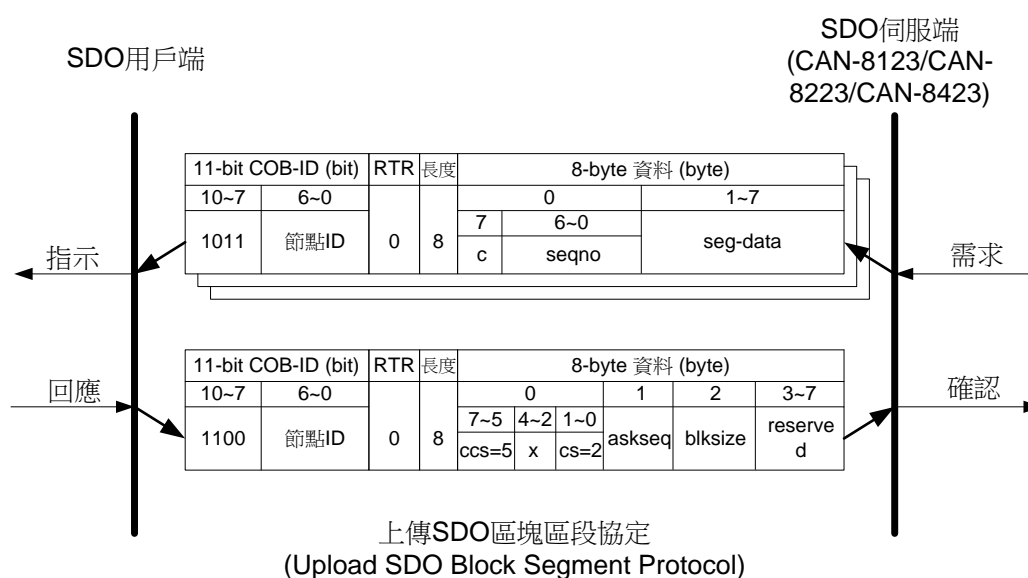 SDO用戶端
SDO伺服端
(CAN-8123/CAN-
8223/CAN-8423)
11-bit COB-ID (bit) RTR 長度 8-byte 資料 (byte)
10~7 6~0 0 1~7
1011 節點ID 0 8 7 6~0 seg-data
c seqno
指示 需求
11-bit COB-ID (bit) RTR 長度 8-byte 資料 (byte)
10~7 6~0 0 1 2 3~7
1100 節點ID 0 8 7~5 4~2 1~0 askseq blksize reserve
d
ccs=5 x cs=2
回應 確認
上傳SDO區塊區段協定
(Upload SDO Block Segment Protocol)